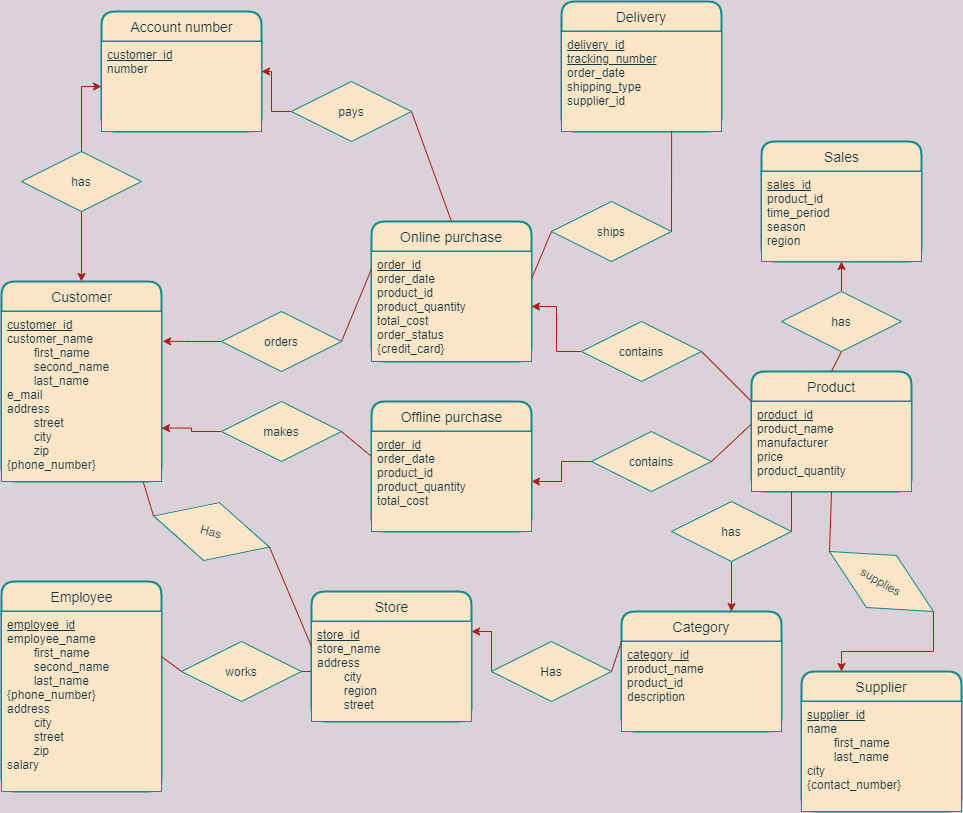 Account number
customer_id
number
pays
Delivery
delivery_id
tracking_number
order_date
shipping_type
supplier_id
Sales
sales_id
product_id
time_period
season
region
has
ships
Online purchase
order_id
order_date
product_id
product_quantity
total_cost
order_status
{credit_card}
Customer
customer_id
customer_name
first_name
second_name
last_name
e_mail
address
street
city
zip
{phone_number}
orders
contains
has
Product
product_id
product_name
manufacturer
price
product_quantity
makes
Offline purchase
order_id
order_date
product_id
product_quantity
total_cost
contains
Has
has
supplies
Employee
employee_id
employee_name
first_name
second_name
last_name
{phone_number}
address
city
street
zip
salary
works
Store
store_id
store_name
address
city
region
street
Has
Category
category_id
product_name
product_id
description
Supplier
supplier_id
name
first_name
last_name
city
{contact_number}